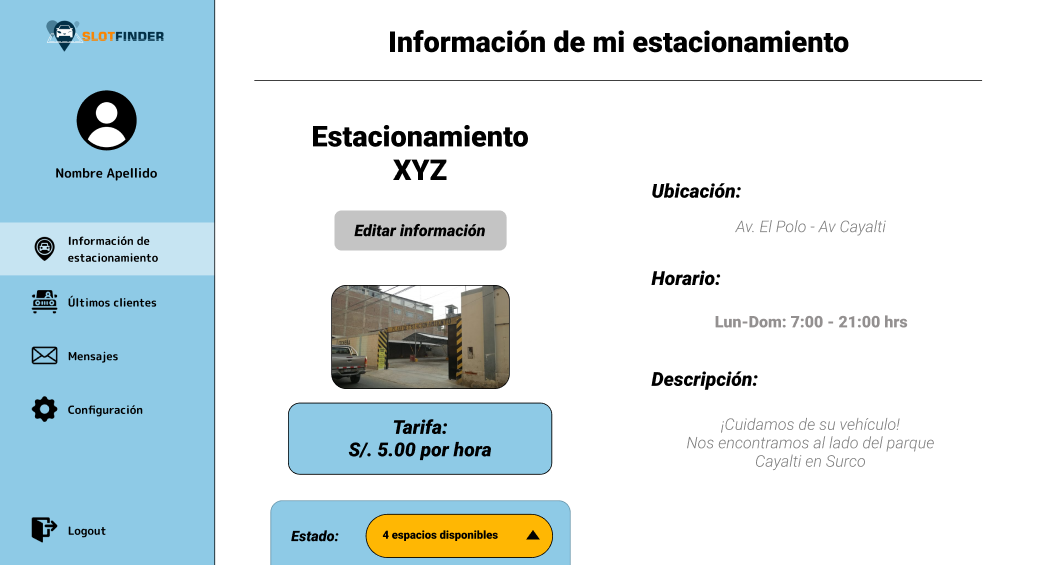 SLOTFINDER
Nombre Apellido
Información de
estacionamiento
Últimos clientes
Mensajes
Configuración
Logout
Información de mi estacionamiento
Estacionamiento
XYZ
Editar información
Tarifa:
S/. 5.00 por hora
Estado:
4 espacios disponibles
Ubicación:
Av. El Polo - Av Cayalti
Horario:
Lun-Dom: 7:00 - 21:00 hrs
Descripción:
¡Cuidamos de su vehículo!
Nos encontramos al lado del parque
Cayalti en Surco